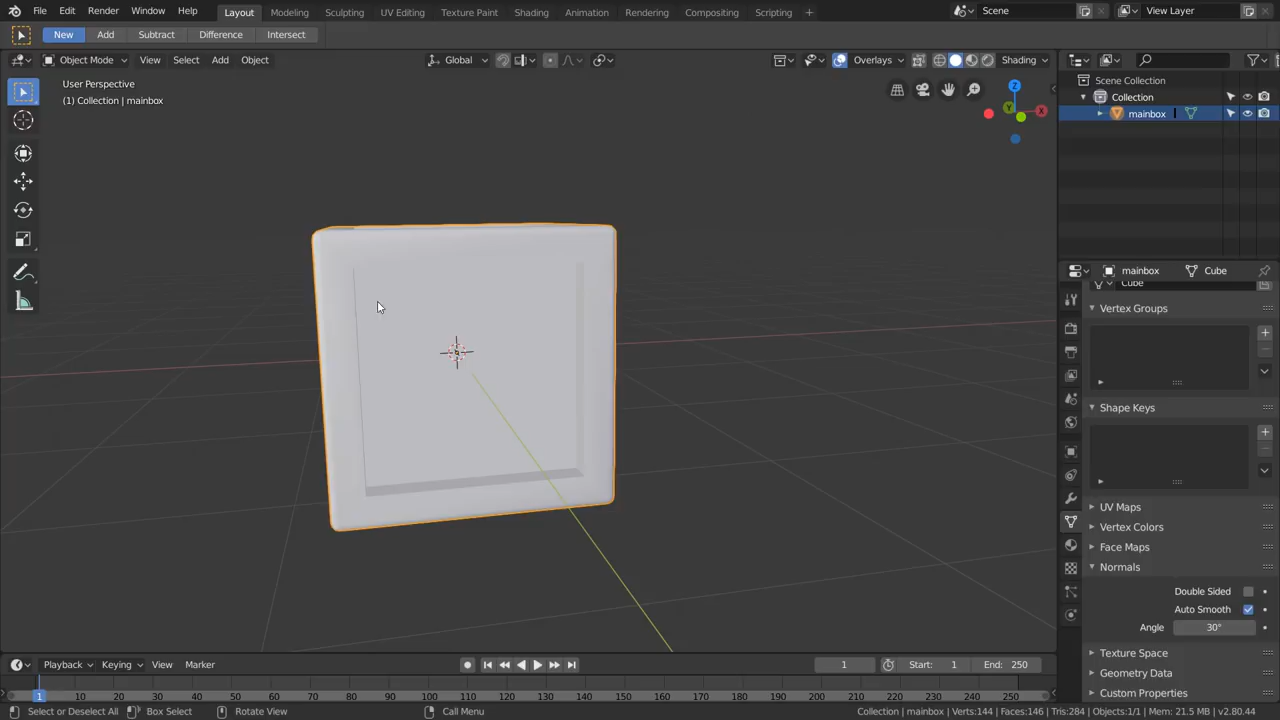 File Edit Render Window Help Layout Modeling Sculpting UV Editing Texture Paint Shading Animation Rendering Compositing Scripting + Scene View Layer
New Add Subtract Difference Intersect
Object Mode View Select Add Object Global Overlays Shading
User Perspective
(1) Collection | mainbox
Z
Y
X
Scene Collection
Collection
mainbox
mainbox Cube
Cube
Vertex Groups
Shape Keys
UV Maps
Vertex Colors
Face Maps
Normals
Double Sided
Auto Smooth
Angle 30°
Texture Space
Geometry Data
Custom Properties
Playback Keying View Marker 1 Start: 1 End: 250
1 10 20 30 40 50 60 70 80 90 100 110 120 130 140 150 160 170 180 190 200 210 220 230 240 250
Select or Deselect All Box Select Rotate View Call Menu Collection | mainbox | Verts:144 | Faces:146 | Tris:284 | Objects:1/1 | Mem: 21.5 MB | v2.80.44